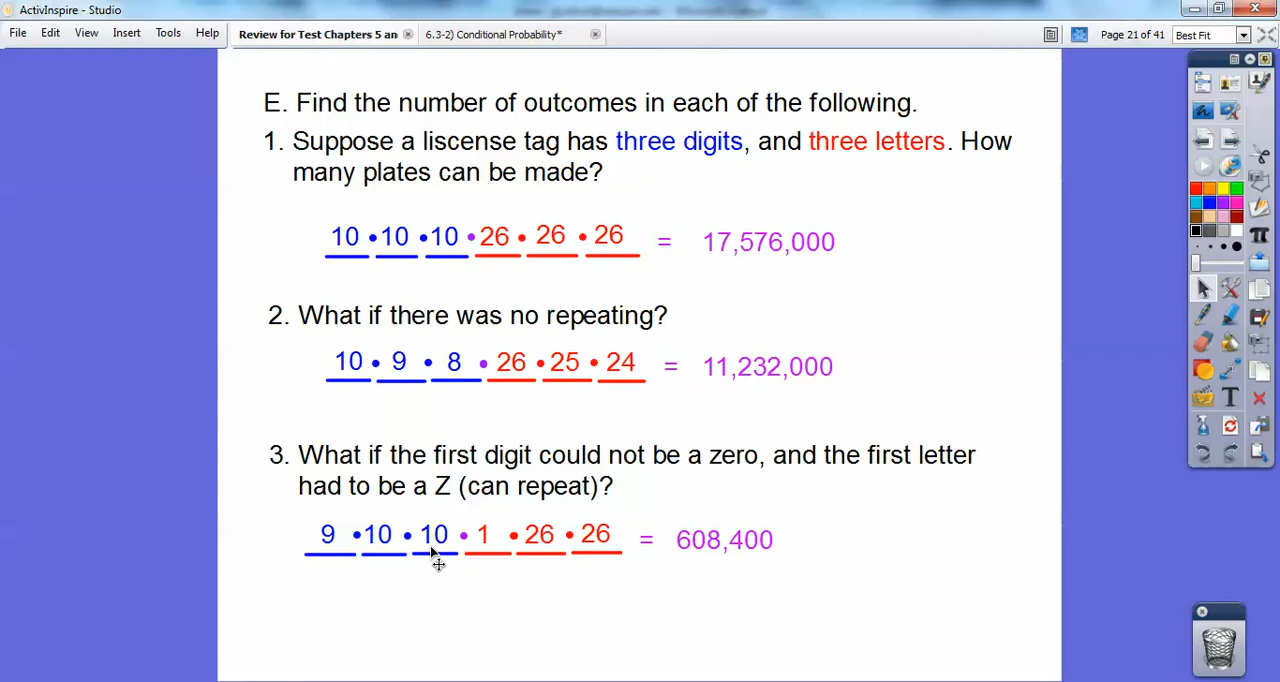 ActivInspire - Studio
File Edit View Insert Tools Help
Review for Test Chapters 5 an
6.3-2) Conditional Probability*
Page 21 of 41
Best Fit
E. Find the number of outcomes in each of the following.
1. Suppose a liscense tag has three digits, and three letters. How
many plates can be made?
10 • 10 • 10 • 26 • 26 • 26 = 17,576,000
2. What if there was no repeating?
10 • 9 • 8 • 26 • 25 • 24 = 11,232,000
3. What if the first digit could not be a zero, and the first letter
had to be a Z (can repeat)?
9 • 10 • 10 • 1 • 26 • 26 = 608,400